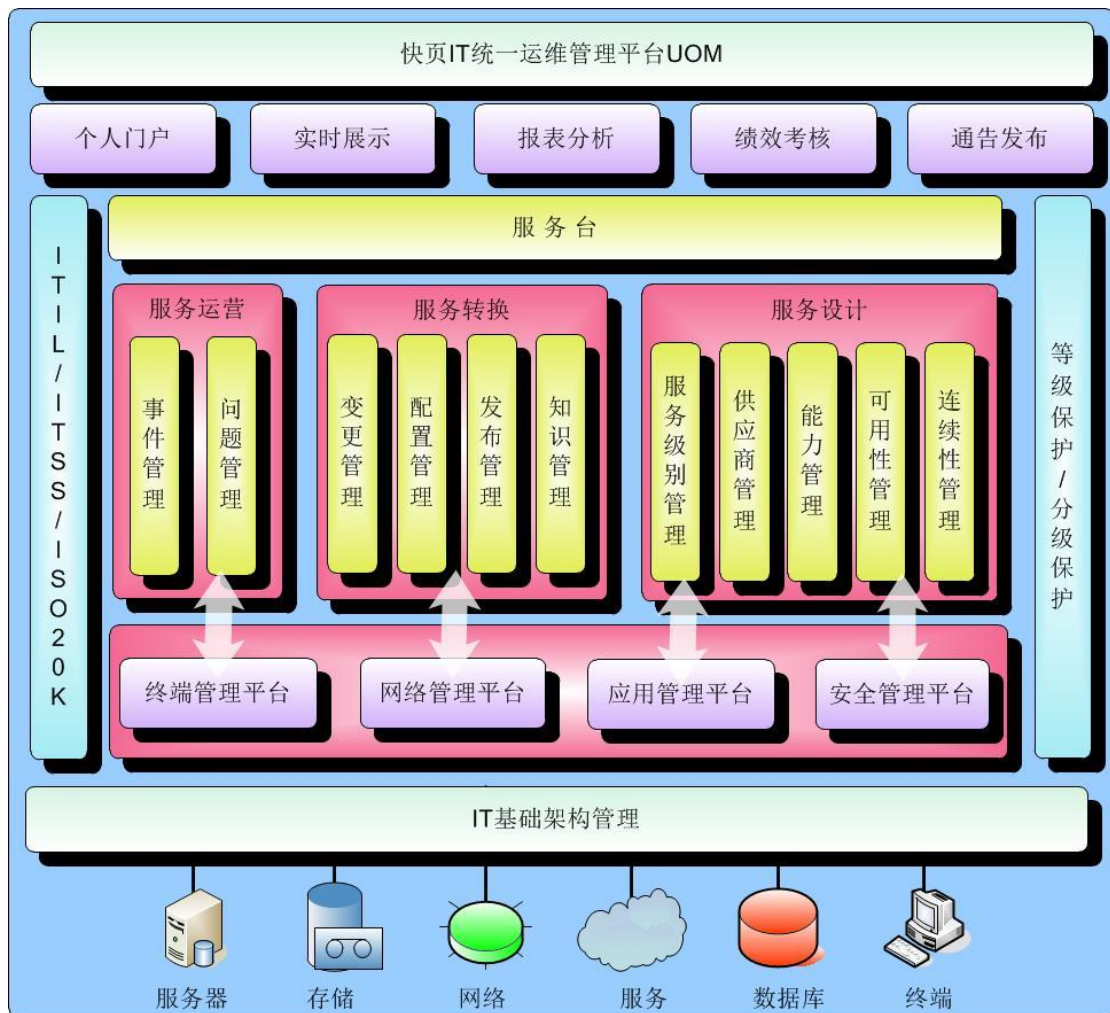 快页IT统一运维管理平台UOM
个人门户
实时展示
报表分析
绩效考核
通告发布
ITIL/ITSS/ISO20K
服 务 台
服务运营
事件管理
问题管理
服务转换
变更管理
配置管理
发布管理
知识管理
服务设计
服务级别管理
供应商管理
能力管理
可用性管理
连续性管理
等级保护/分级保护
终端管理平台
网络管理平台
应用管理平台
安全管理平台
IT基础架构管理
服务器
存储
网络
服务
数据库
终端